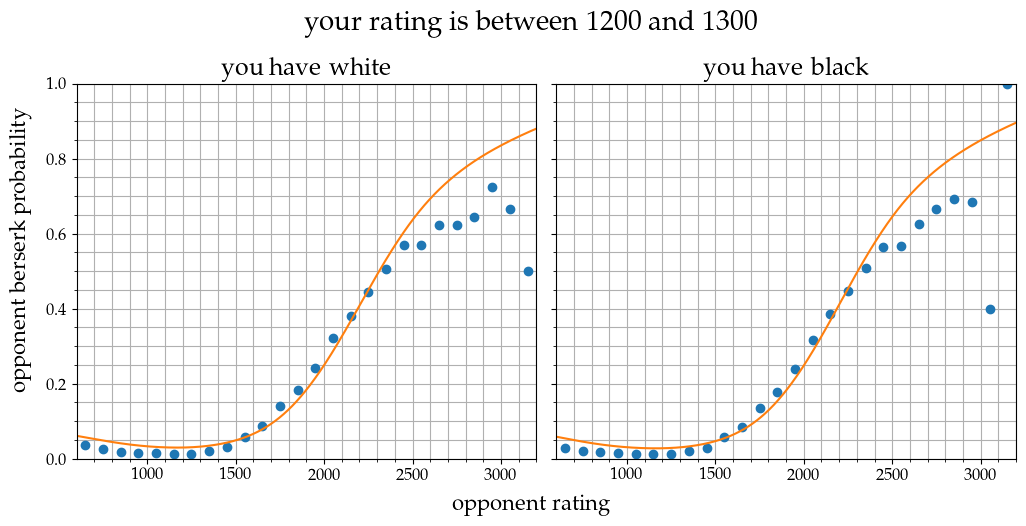 your rating is between 1200 and 1300
you have white
you have black
opponent berserk probability
1.0
0.8
0.6
0.4
0.2
0.0
1000 1500 2000 2500 3000
1000 1500 2000 2500 3000
opponent rating